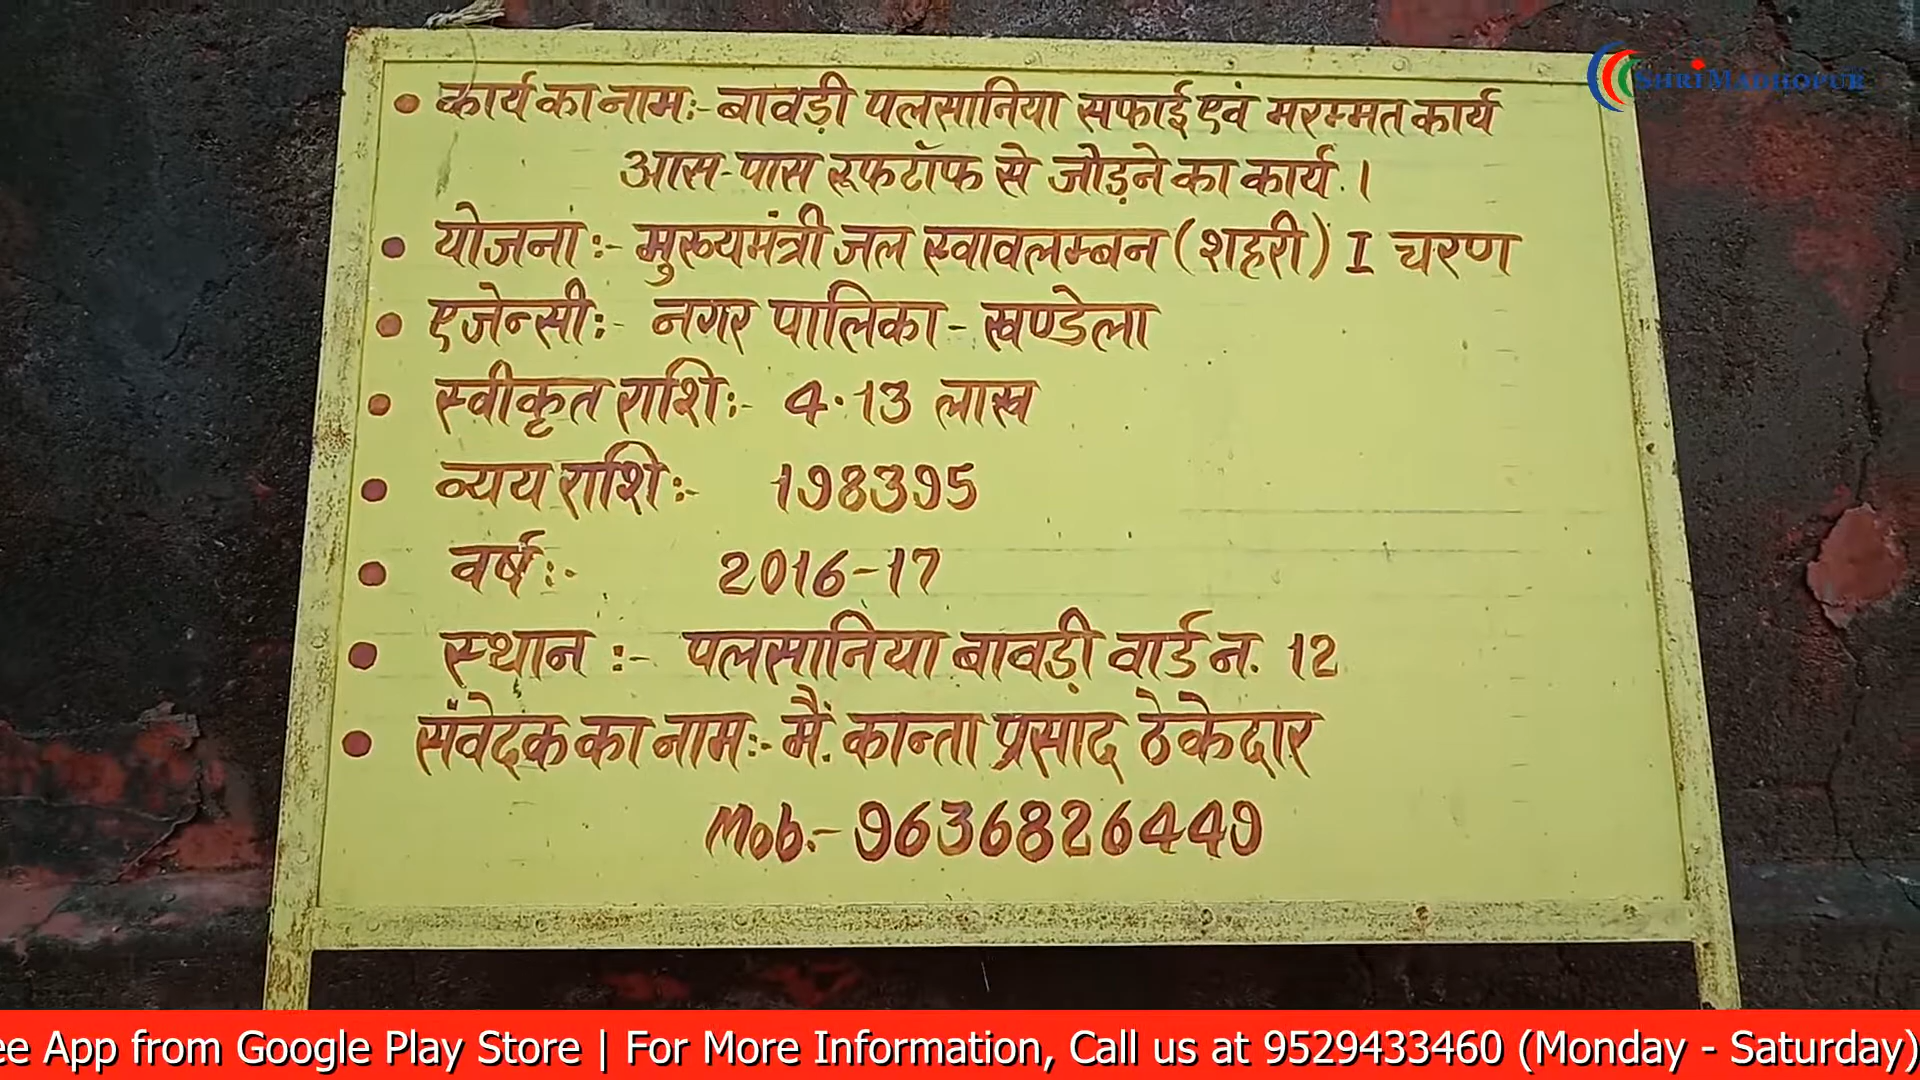 SHRIMADHOPUR
• कार्य का नाम:- बावड़ी पलसानिया सफाई एवं मरम्मत कार्य
आस-पास रूफटॉफ से जोड़ने का कार्य.।
• योजना:- मुख्यमंत्री जल स्वावलम्बन (शहरी) I चरण
• एजेन्सी:- नगर पालिका - खण्डेला
• स्वीकृत राशि:- 4.13 लाख
• व्यय राशि:- 198395
• वर्ष:- 2016-17
• स्थान :- पलसानिया बावड़ी वार्ड न. 12
• संवेदक का नाम:- मैं. कान्ता प्रसाद ठेकेदार
Mob.- 9636826449
ee App from Google Play Store | For More Information, Call us at 9529433460 (Monday - Saturday)